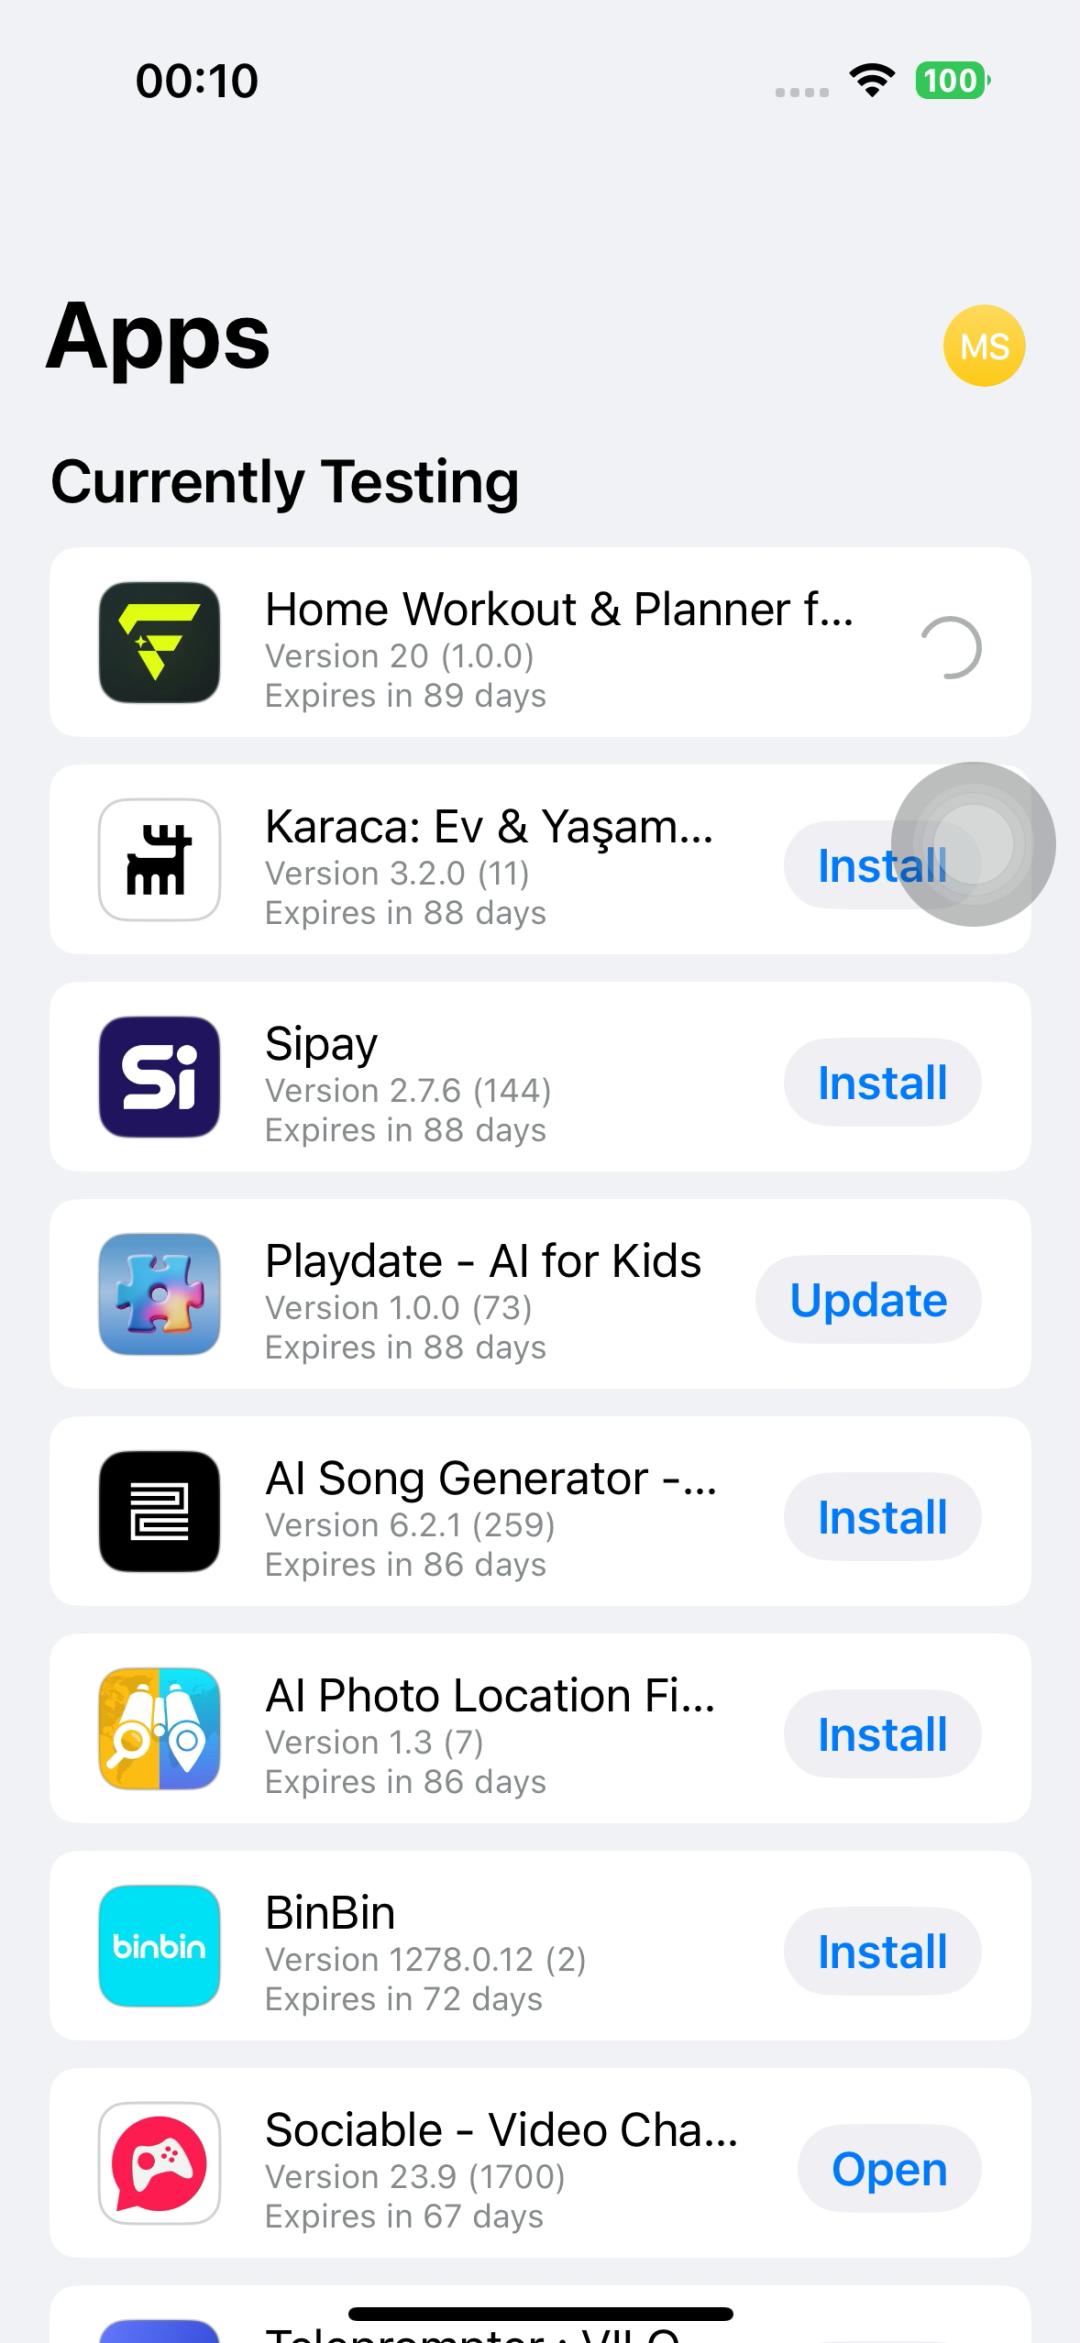 00:10
100
Apps
MS
Currently Testing
Home Workout & Planner f...
Version 20 (1.0.0)
Expires in 89 days
Karaca: Ev & Yaşam...
Version 3.2.0 (11)
Expires in 88 days
Install
Si
Sipay
Version 2.7.6 (144)
Expires in 88 days
Install
Playdate - AI for Kids
Version 1.0.0 (73)
Expires in 88 days
Update
AI Song Generator -...
Version 6.2.1 (259)
Expires in 86 days
Install
AI Photo Location Fi...
Version 1.3 (7)
Expires in 86 days
Install
binbin
BinBin
Version 1278.0.12 (2)
Expires in 72 days
Install
Sociable - Video Cha...
Version 23.9 (1700)
Expires in 67 days
Open
Teleprompter :